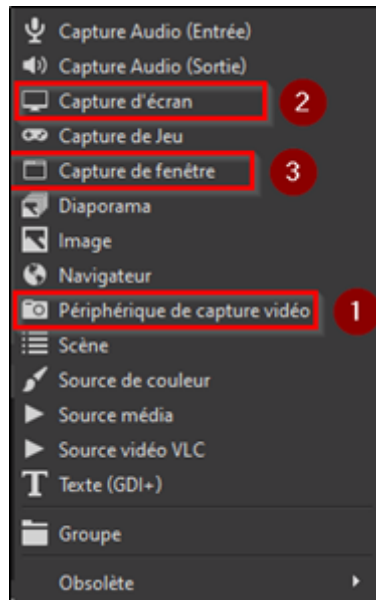 Capture Audio (Entrée)
Capture Audio (Sortie)
Capture d'écran 2
Capture de Jeu
Capture de fenêtre 3
Diaporama
Image
Navigateur
Périphérique de capture vidéo 1
Scène
Source de couleur
Source média
Source vidéo VLC
T Texte (GDI+)
Groupe
Obsolète